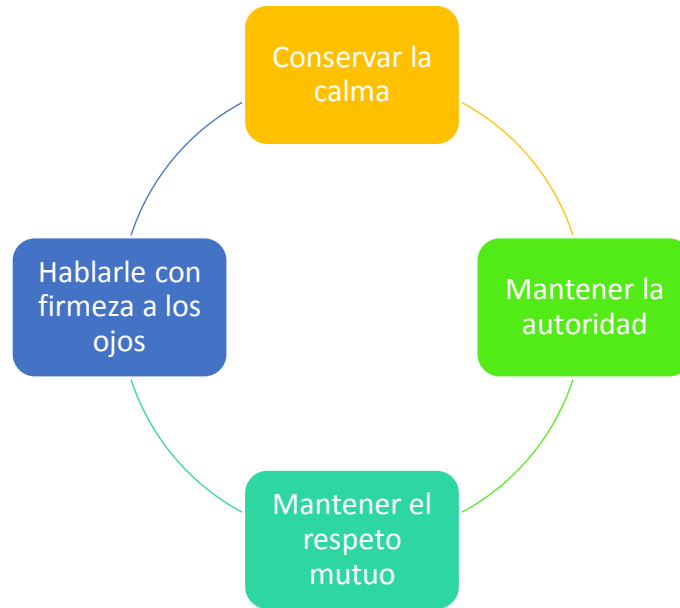 Conservar la
calma
Hablarle con
firmeza a los
ojos
Mantener la
autoridad
Mantener el
respeto
mutuo